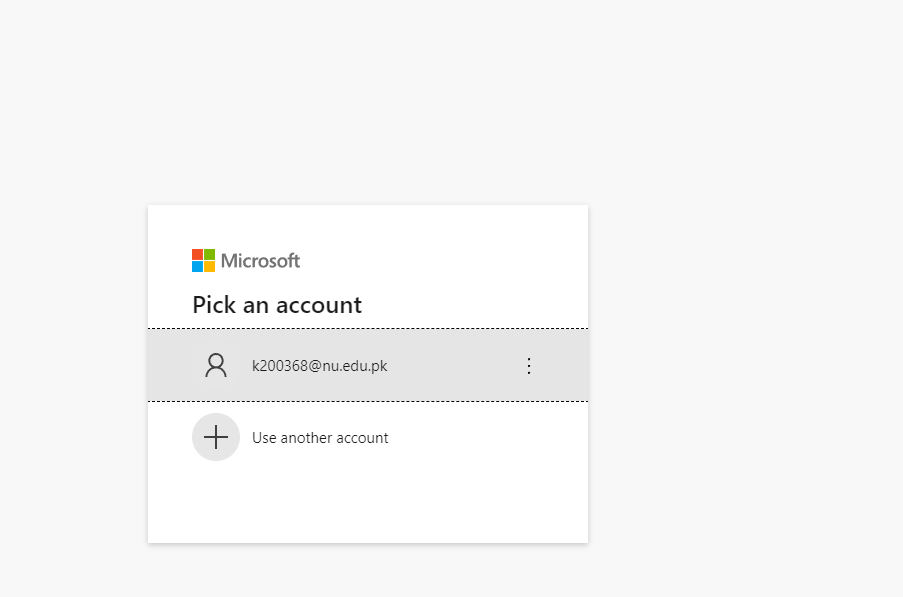 Microsoft
Pick an account
k200368@nu.edu.pk
Use another account